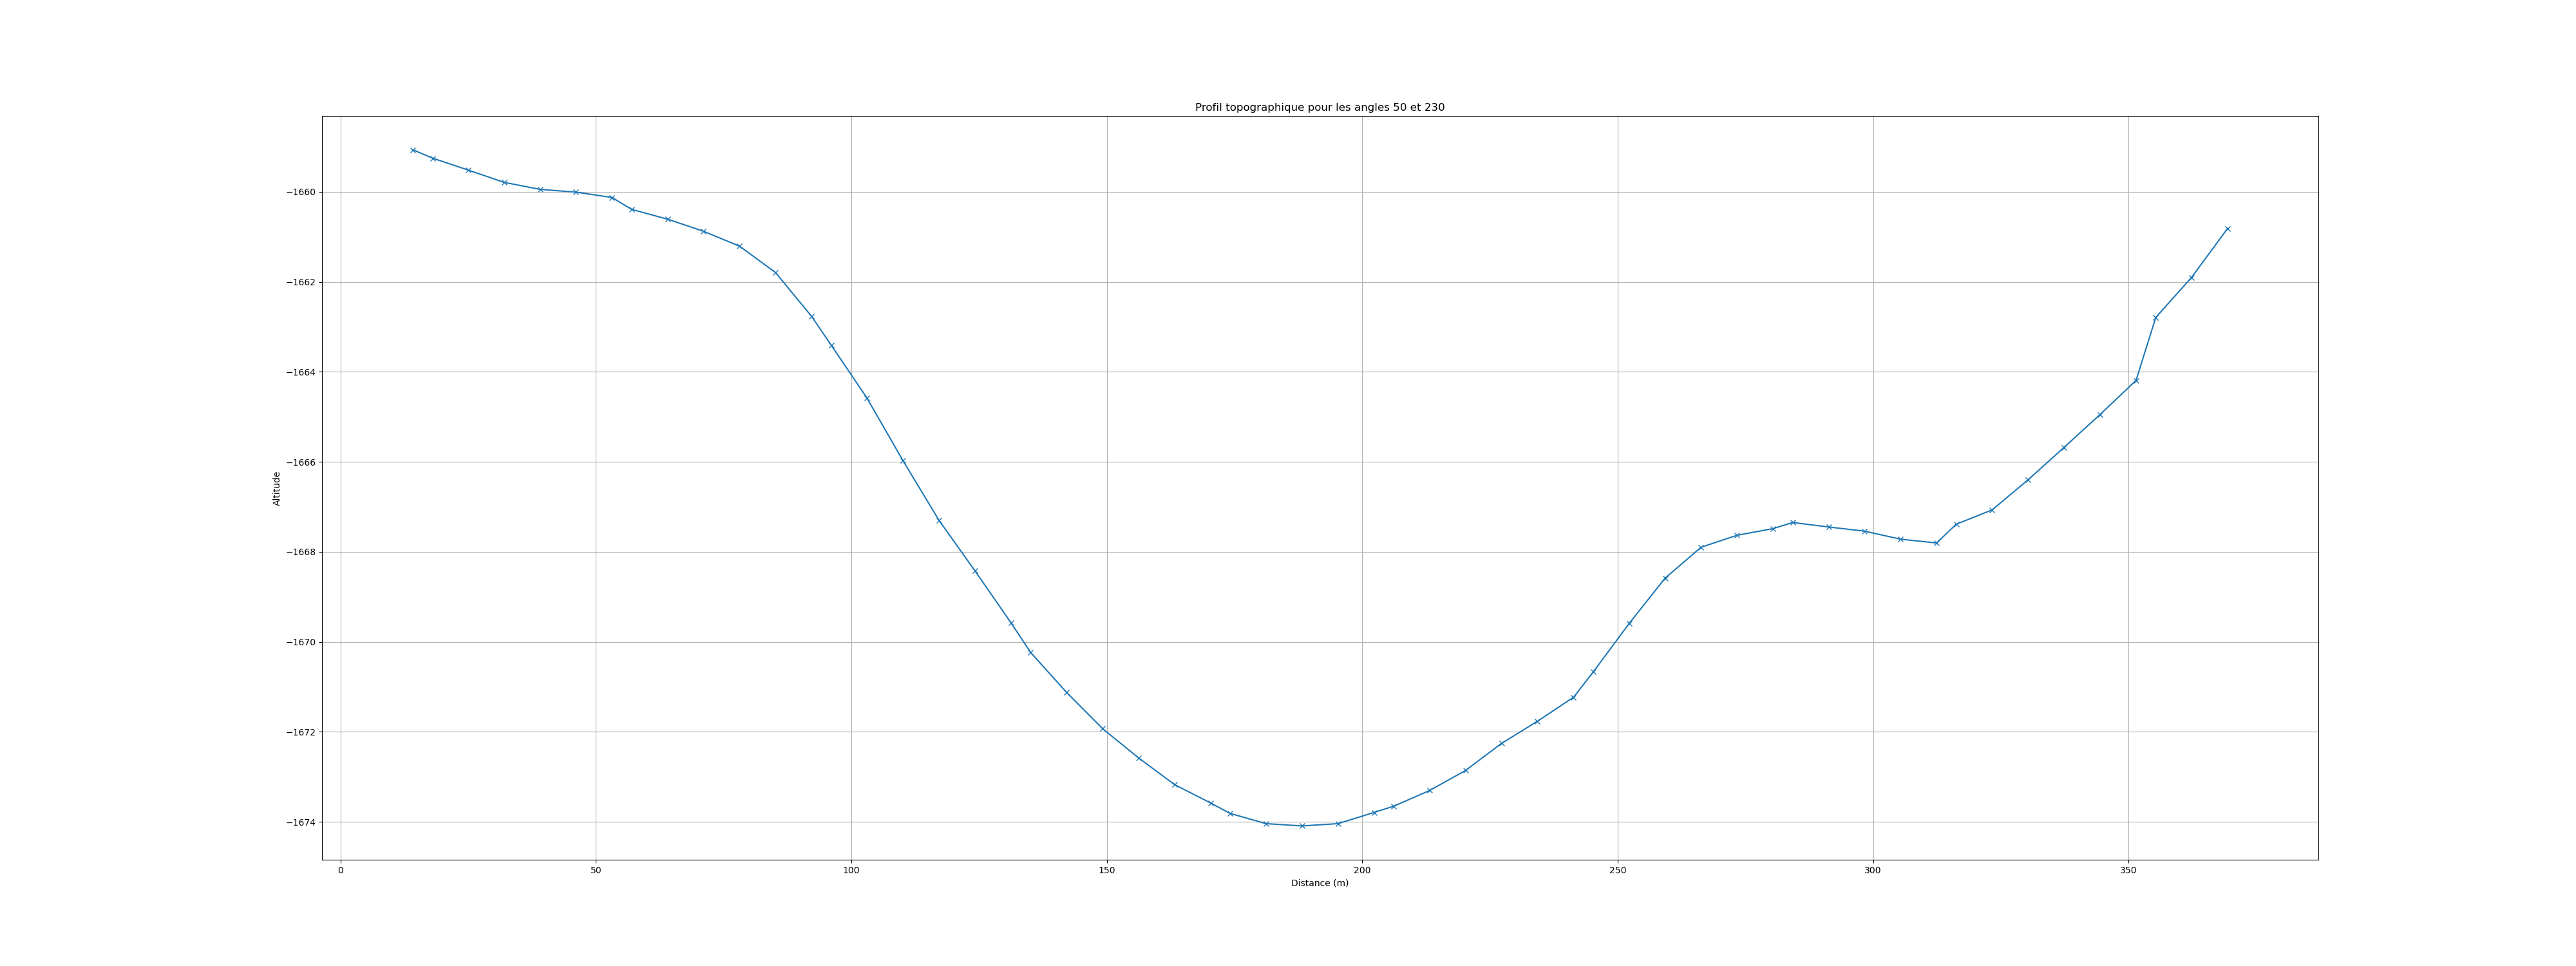 Profil topographique pour les angles 50 et 230
−1660
−1662
−1664
−1666
−1668
−1670
−1672
−1674
Altitude
0 50 100 150 200 250 300 350
Distance (m)